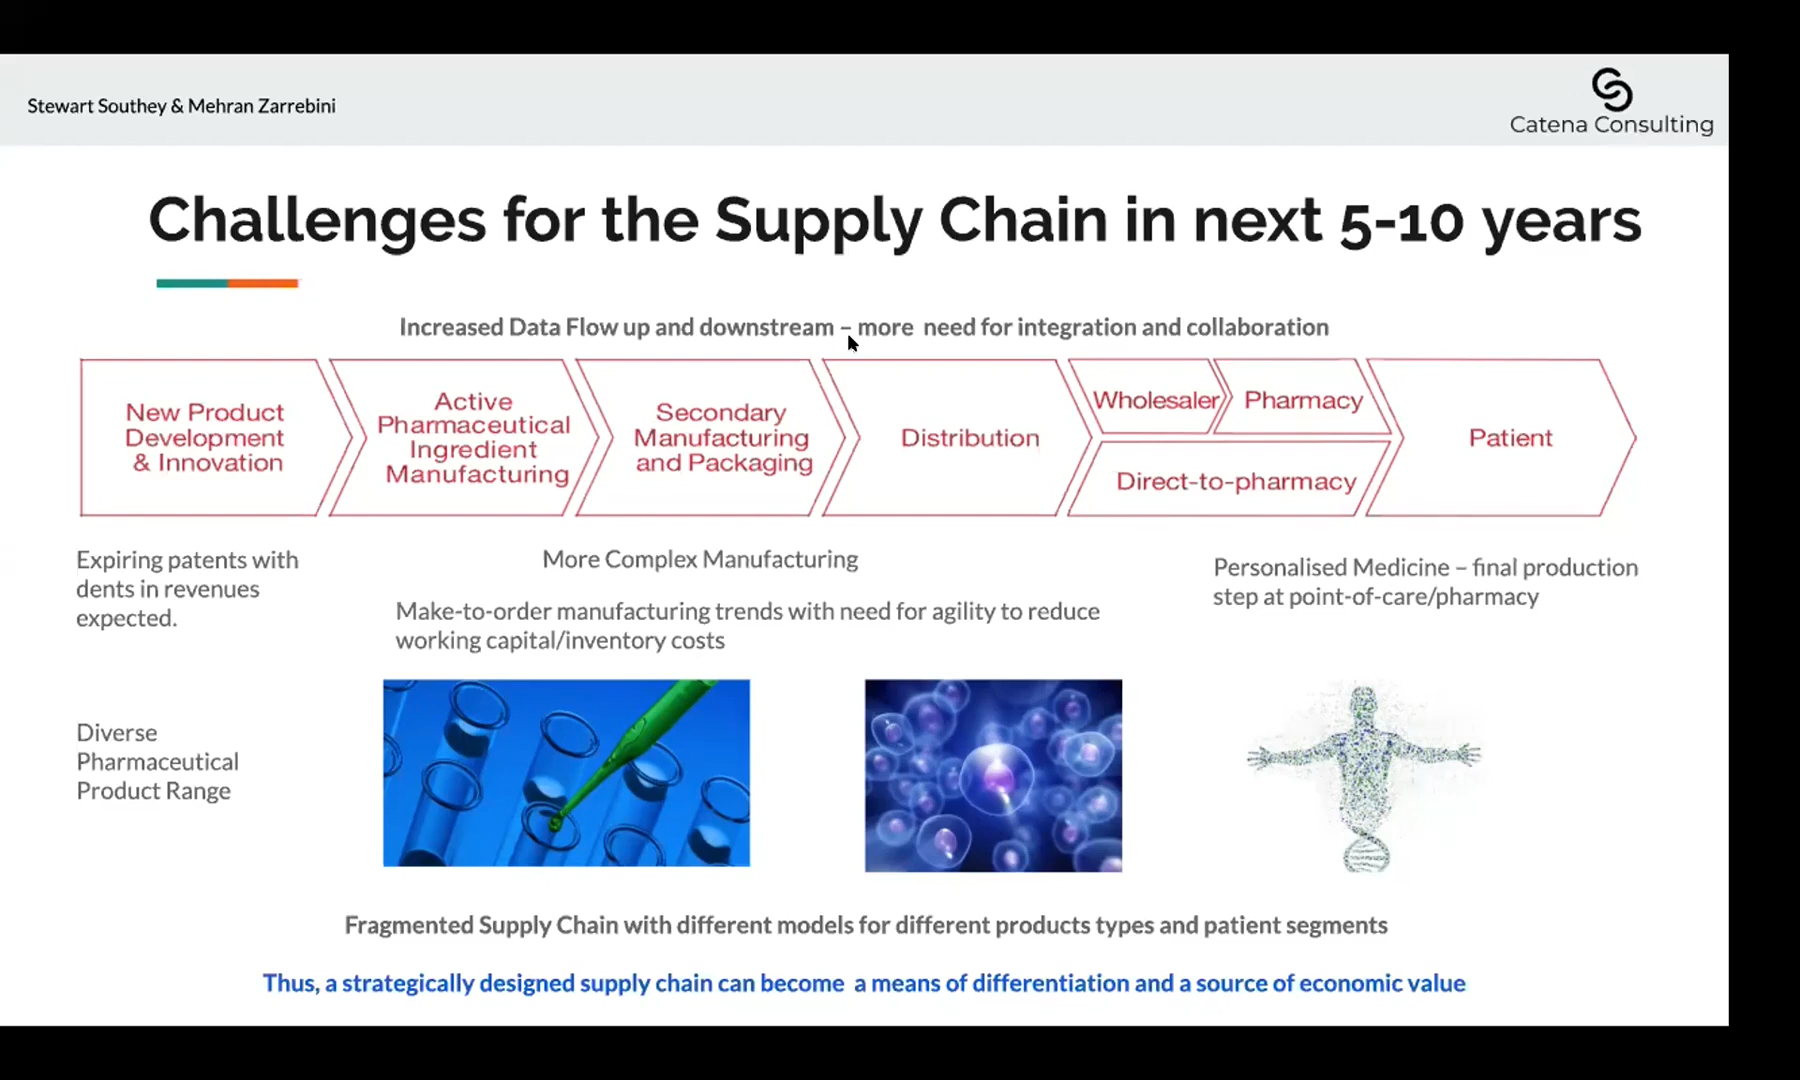 Stewart Southey & Mehran Zarrebini
Catena Consulting
Challenges for the Supply Chain in next 5-10 years
Increased Data Flow up and downstream – more need for integration and collaboration
New Product
Development
& Innovation
Active
Pharmaceutical
Ingredient
Manufacturing
Secondary
Manufacturing
and Packaging
Distribution
Wholesaler
Pharmacy
Direct-to-pharmacy
Patient
Expiring patents with
dents in revenues
expected.
More Complex Manufacturing
Make-to-order manufacturing trends with need for agility to reduce
working capital/inventory costs
Personalised Medicine – final production
step at point-of-care/pharmacy
Diverse
Pharmaceutical
Product Range
Fragmented Supply Chain with different models for different products types and patient segments
Thus, a strategically designed supply chain can become a means of differentiation and a source of economic value